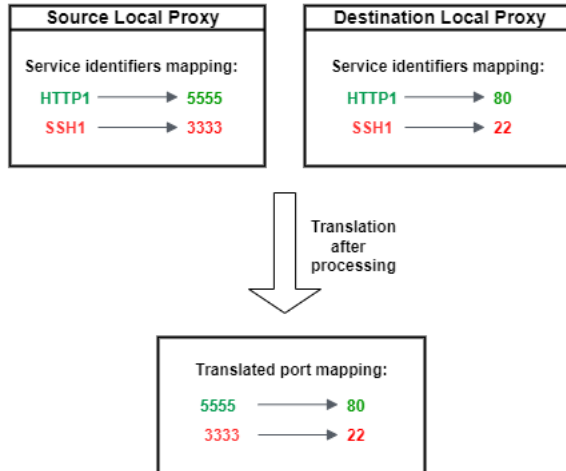 Source Local Proxy
Service identifiers mapping:
HTTP1 5555
SSH1 3333
Destination Local Proxy
Service identifiers mapping:
HTTP1 80
SSH1 22
Translation
after
processing
Translated port mapping:
5555 80
3333 22